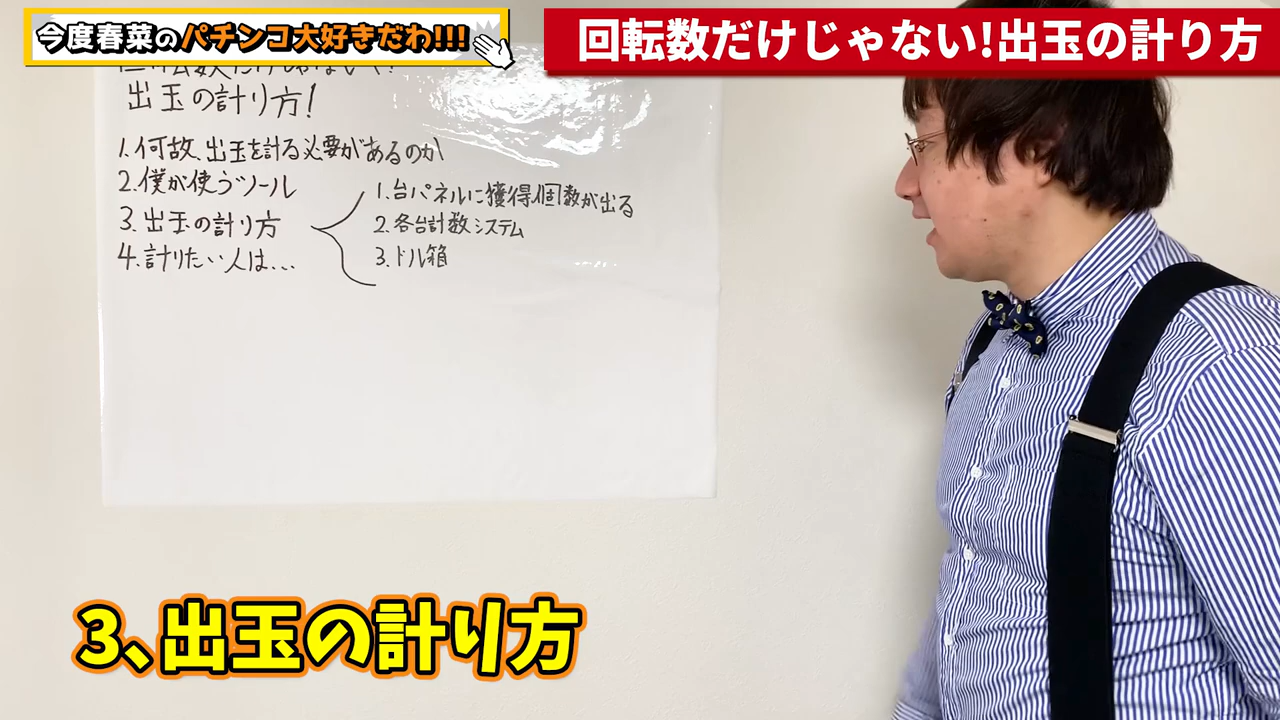 今度春菜のパチンコ大好きだわ!!!
回転数だけじゃない!出玉の計り方
出玉の計り方!
1.何故、出玉を計る必要があるのか
2.僕が使うツール
3.出玉の計り方
4.計りたい人は...
1.台パネルに獲得個数が出る
2.各台計数システム
3.ドル箱
3、出玉の計り方